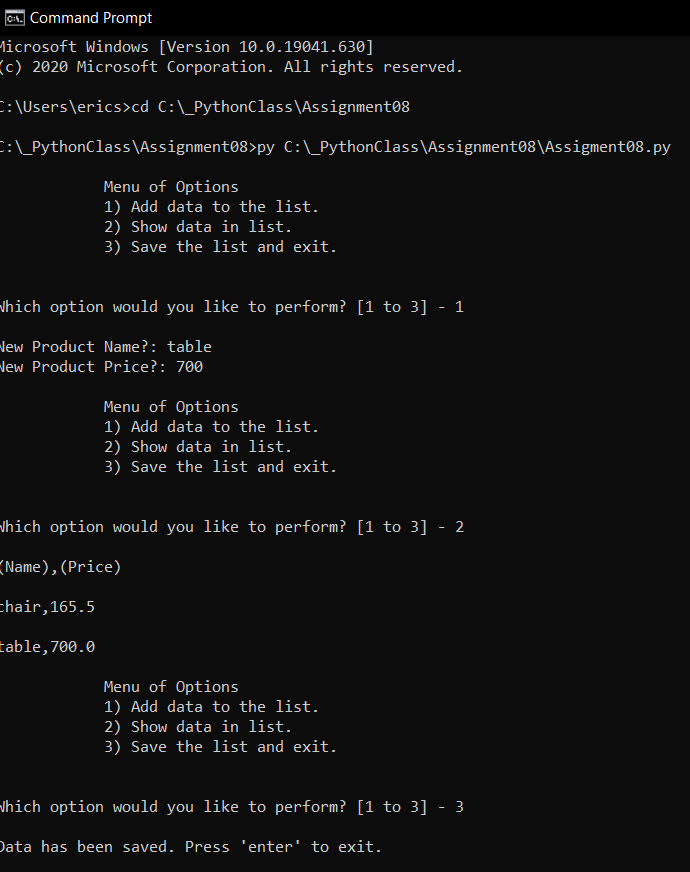 Command Prompt
Microsoft Windows [Version 10.0.19041.630]
(c) 2020 Microsoft Corporation. All rights reserved.
C:\Users\erics>cd C:\_PythonClass\Assignment08
C:\_PythonClass\Assignment08>py C:\_PythonClass\Assignment08\Assigment08.py
Menu of Options
1) Add data to the list.
2) Show data in list.
3) Save the list and exit.
Which option would you like to perform? [1 to 3] - 1
New Product Name?: table
New Product Price?: 700
Menu of Options
1) Add data to the list.
2) Show data in list.
3) Save the list and exit.
Which option would you like to perform? [1 to 3] - 2
(Name),(Price)
chair,165.5
table,700.0
Menu of Options
1) Add data to the list.
2) Show data in list.
3) Save the list and exit.
Which option would you like to perform? [1 to 3] - 3
Data has been saved. Press 'enter' to exit.